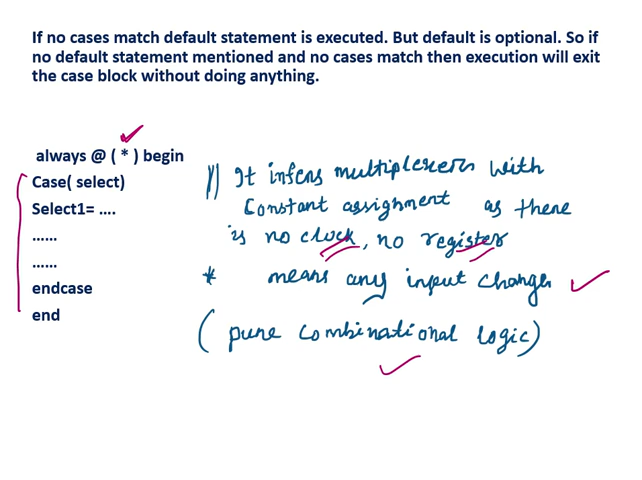 If no cases match default statement is executed. But default is optional. So if
no default statement mentioned and no cases match then execution will exit
the case block without doing anything.
always @ ( * ) begin
Case( select)
Select1= ....
......
......
endcase
end
// It infers multiplexers with
Constant assignment as there
is no clock, no register
* means any input change
( pure combinational logic)